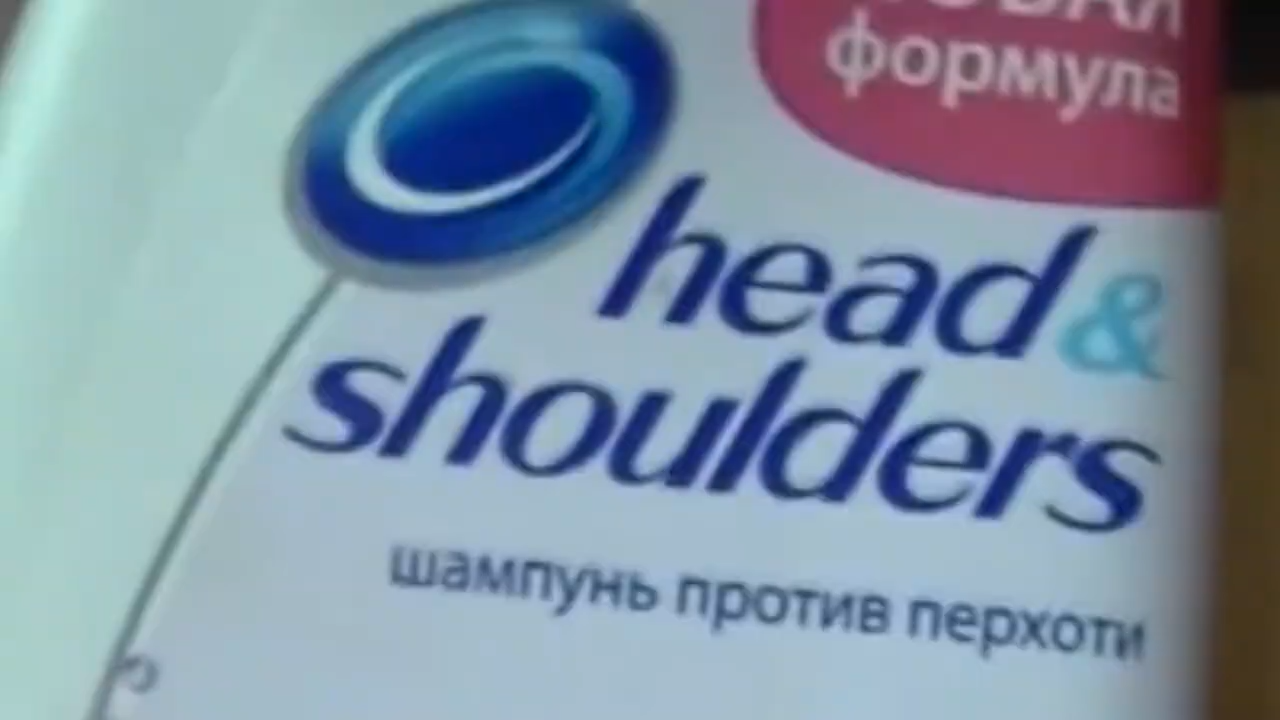 формула
head &
shoulders
шампунь против перхоти